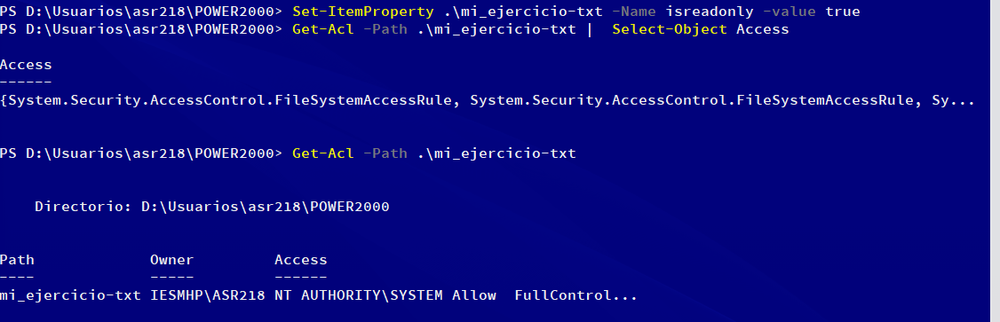 PS D:\Usuarios\asr218\POWER2000> Set-ItemProperty .\mi_ejercicio-txt -Name isreadonly -value true
PS D:\Usuarios\asr218\POWER2000> Get-Acl -Path .\mi_ejercicio-txt |  Select-Object Access
Access
------
{System.Security.AccessControl.FileSystemAccessRule, System.Security.AccessControl.FileSystemAccessRule, Sy...
PS D:\Usuarios\asr218\POWER2000> Get-Acl -Path .\mi_ejercicio-txt
    Directorio: D:\Usuarios\asr218\POWER2000
Path             Owner         Access
----             -----         ------
mi_ejercicio-txt IESMHP\ASR218 NT AUTHORITY\SYSTEM Allow  FullControl...